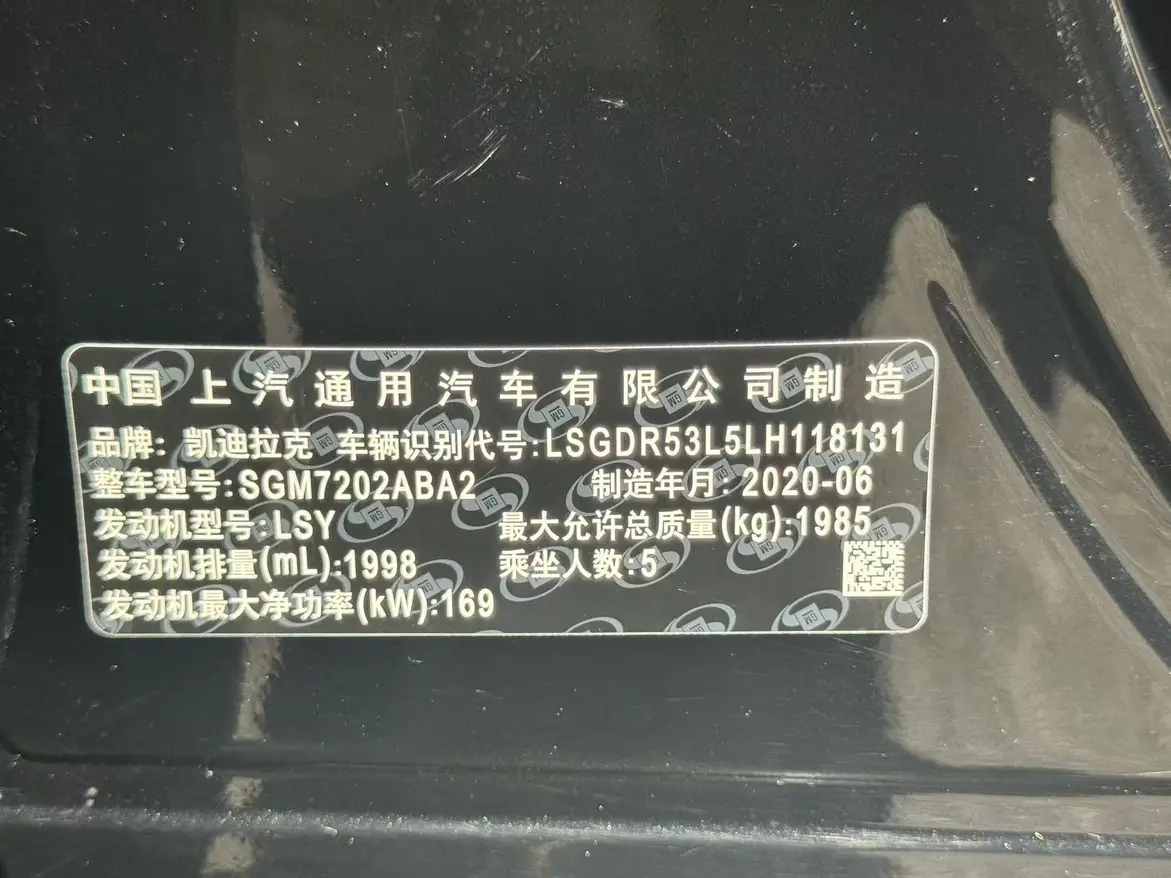 中国上汽通用汽车有限公司制造
品牌: 凯迪拉克 车辆识别代号:LSGDR53L5LH118131
整车型号:SGM7202ABA2 制造年月: 2020-06
发动机型号:LSY 最大允许总质量(kg):1985
发动机排量(mL):1998 乘坐人数:5
发动机最大净功率(kW):169